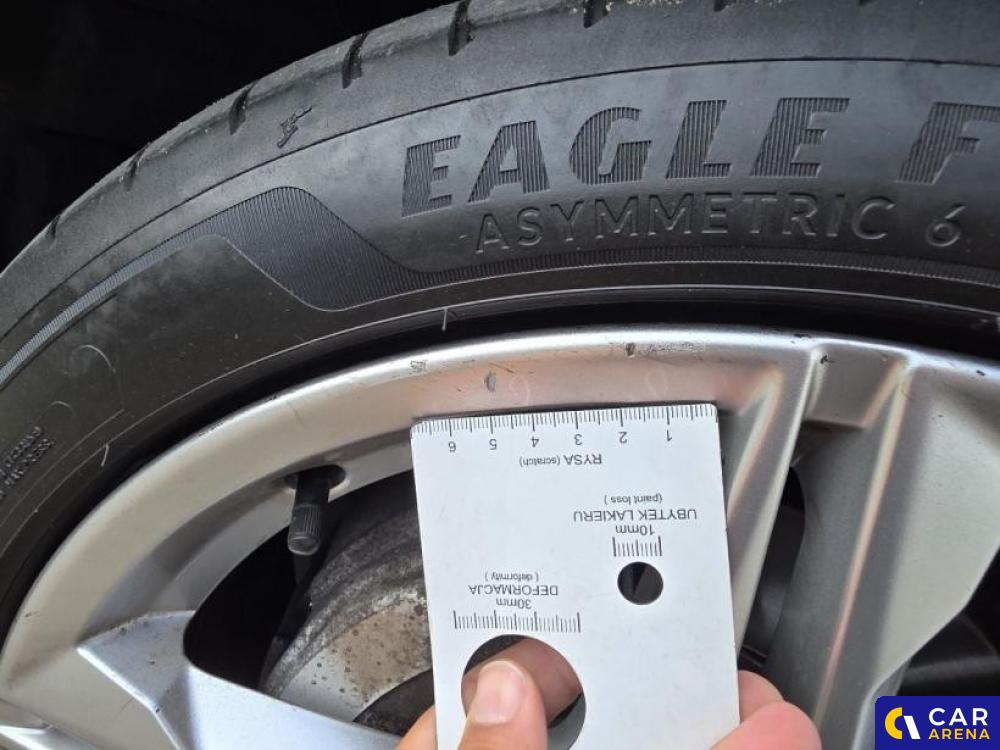 EAGLE F
ASYMMETRIC 6
6 5 4 3 2 1
RYSA (scratch)
UBYTEK LAKIERU
(paint loss)
10mm
DEFORMACJA
(deformity)
30mm
CAR
ARENA